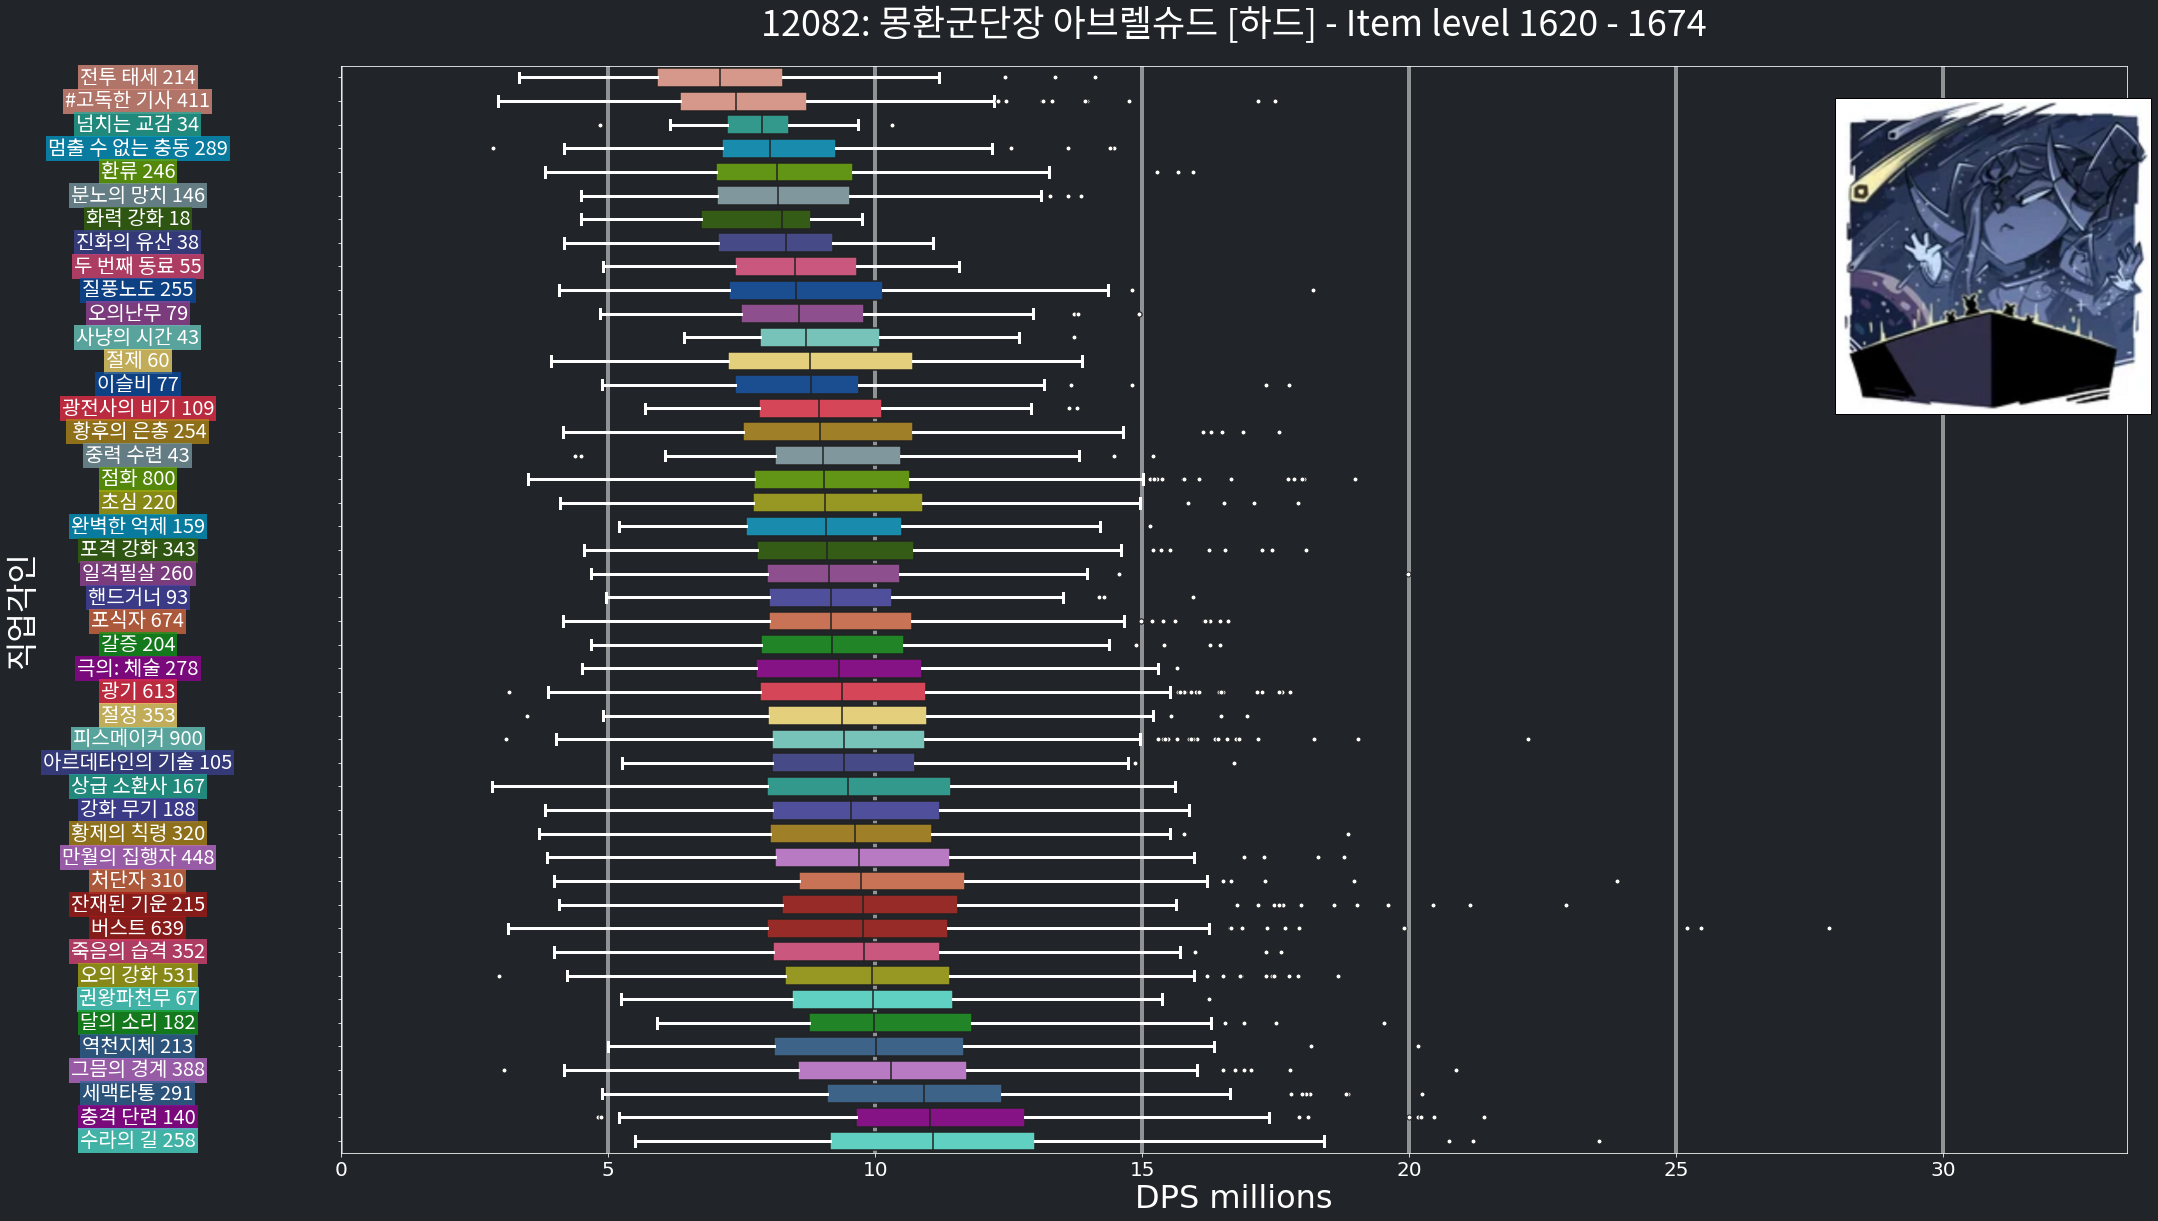 12082: 몽환군단장 아브렐슈드 [하드] - Item level 1620 - 1674
직업각인
전투 태세 214
#고독한 기사 411
넘치는 교감 34
멈출 수 없는 충동 289
환류 246
분노의 망치 146
화력 강화 18
진화의 유산 38
두 번째 동료 55
질풍노도 255
오의난무 79
사냥의 시간 43
절제 60
이슬비 77
광전사의 비기 109
황후의 은총 254
중력 수련 43
점화 800
초심 220
완벽한 억제 159
포격 강화 343
일격필살 260
핸드거너 93
포식자 674
갈증 204
극의: 체술 278
광기 613
절정 353
피스메이커 900
아르데타인의 기술 105
상급 소환사 167
강화 무기 188
황제의 칙령 320
만월의 집행자 448
처단자 310
잔재된 기운 215
버스트 639
죽음의 습격 352
오의 강화 531
권왕파천무 67
달의 소리 182
역천지체 213
그믐의 경계 388
세맥타통 291
충격 단련 140
수라의 길 258
0 5 10 15 20 25 30
DPS millions